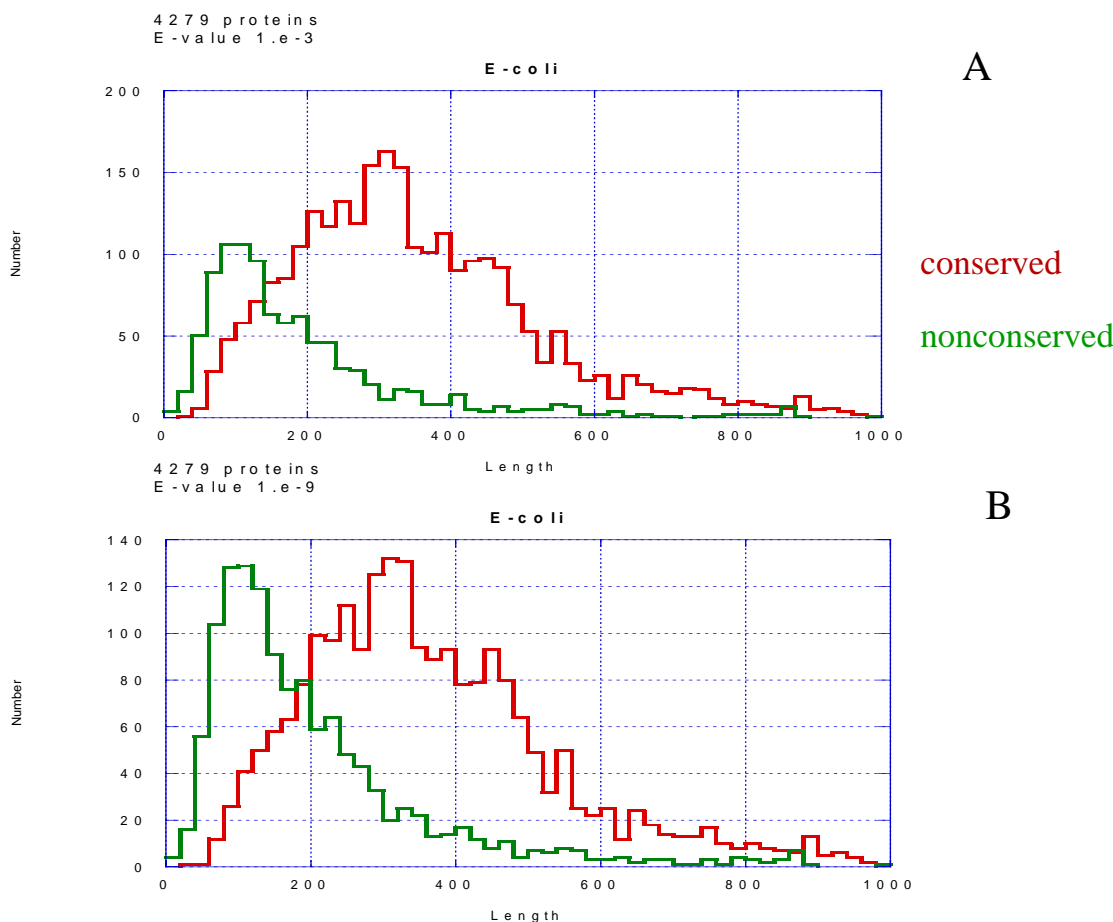 4279 proteins
E-value 1.e-3
E-coli
A
200
150
100
50
0
Number
0 200 400 600 800 1000
Length
conserved
nonconserved
4279 proteins
E-value 1.e-9
E-coli
B
140
120
100
80
60
40
20
0
Number
0 200 400 600 800 1000
Length